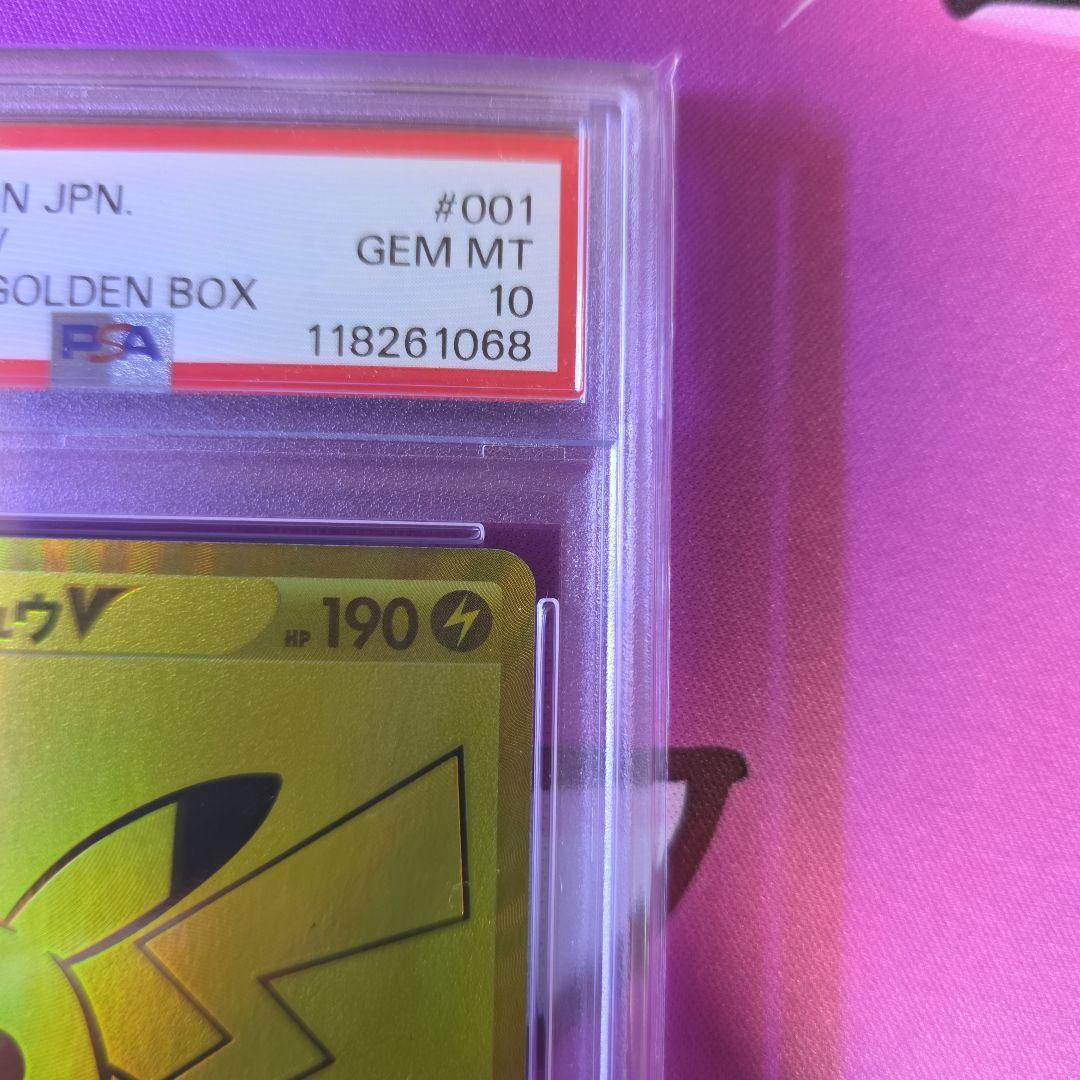 N JPN. #001
GEM MT
GOLDEN BOX 10
PSA 118261068
ュウV HP 190